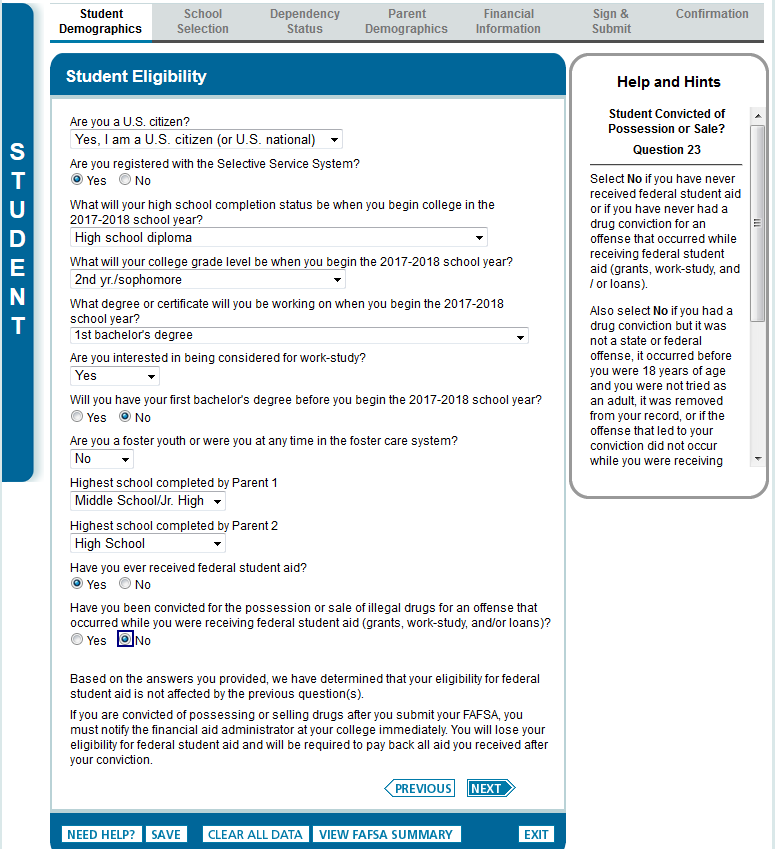 Student Demographics
School Selection
Dependency Status
Parent Demographics
Financial Information
Sign & Submit
Confirmation
STUDENT
Student Eligibility
Are you a U.S. citizen?
Yes, I am a U.S. citizen (or U.S. national)
Are you registered with the Selective Service System?
Yes No
What will your high school completion status be when you begin college in the
2017-2018 school year?
High school diploma
What will your college grade level be when you begin the 2017-2018 school year?
2nd yr./sophomore
What degree or certificate will you be working on when you begin the 2017-2018
school year?
1st bachelor's degree
Are you interested in being considered for work-study?
Yes
Will you have your first bachelor's degree before you begin the 2017-2018 school year?
Yes No
Are you a foster youth or were you at any time in the foster care system?
No
Highest school completed by Parent 1
Middle School/Jr. High
Highest school completed by Parent 2
High School
Have you ever received federal student aid?
Yes No
Have you been convicted for the possession or sale of illegal drugs for an offense that
occurred while you were receiving federal student aid (grants, work-study, and/or loans)?
Yes No
Based on the answers you provided, we have determined that your eligibility for federal
student aid is not affected by the previous question(s).
If you are convicted of possessing or selling drugs after you submit your FAFSA, you
must notify the financial aid administrator at your college immediately. You will lose your
eligibility for federal student aid and will be required to pay back all aid you received after
your conviction.
PREVIOUS NEXT
NEED HELP? SAVE CLEAR ALL DATA VIEW FAFSA SUMMARY EXIT
Help and Hints
Student Convicted of
Possession or Sale?
Question 23
Select No if you have never
received federal student aid
or if you have never had a
drug conviction for an
offense that occurred while
receiving federal student
aid (grants, work-study, and
/ or loans).
Also select No if you had a
drug conviction but it was
not a state or federal
offense, it occurred before
you were 18 years of age
and you were not tried as
an adult, it was removed
from your record, or if the
offense that led to your
conviction did not occur
while you were receiving